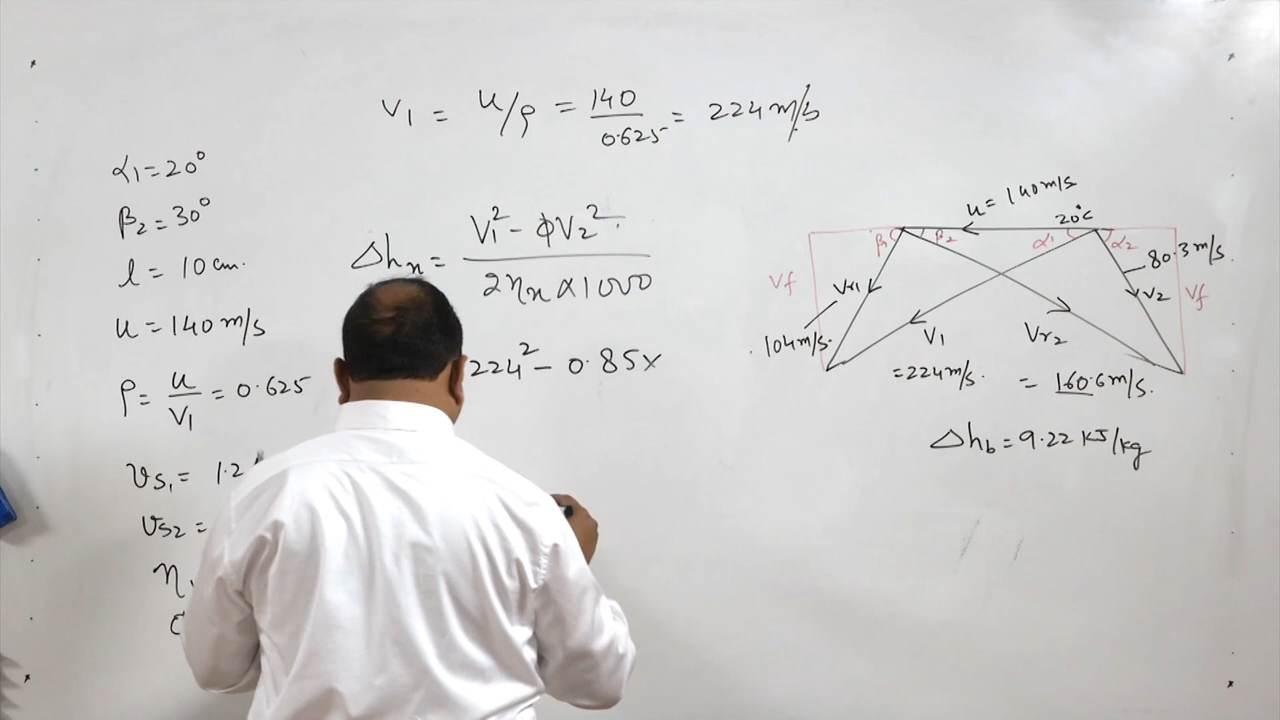 V₁ = u/ρ = 140/0.625 = 224 m/s
α₁ = 20°
β₂ = 30°
l = 10 cm.
u = 140 m/s
ρ = u/V₁ = 0.625
vs₁ = 1.2
vs₂ =
η
Δhₙ = (V₁² - φV₂²)/(2ηₙ × 1000)
224² - 0.85×
u = 140 m/s
20°C
β₁
β₂
α₁
α₂
80.3 m/s.
Vf
Vr₁
V₂
Vf
104 m/s.
V₁
= 224 m/s.
Vr₂
= 160.6 m/s.
Δh_b = 9.22 KJ/kg